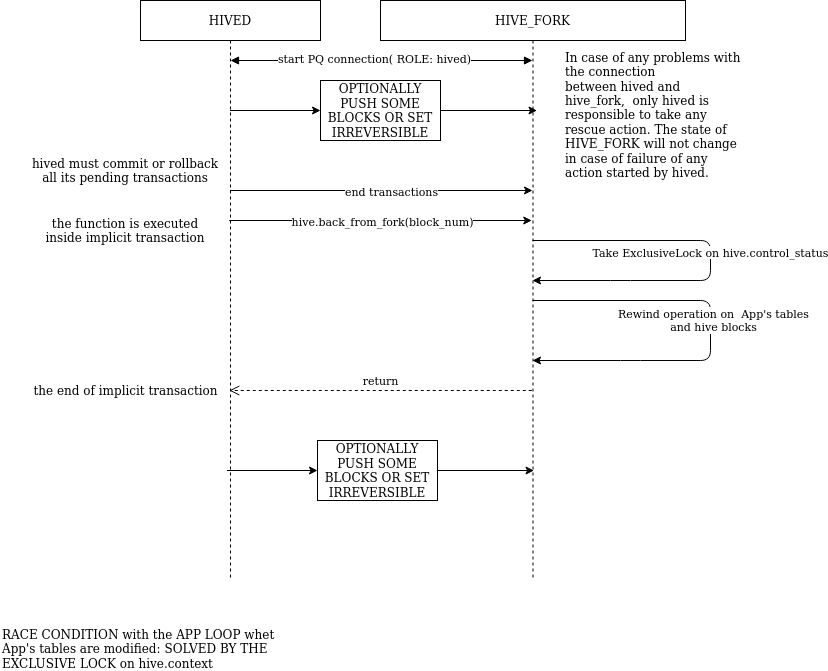 HIVED
HIVE_FORK
start PQ connection( ROLE: hived)
In case of any problems with
the connection
between hived and
hive_fork,  only hived is
responsible to take any
rescue action. The state of
HIVE_FORK will not change
in case of failure of any
action started by hived.
OPTIONALLY
PUSH SOME
BLOCKS OR SET
IRREVERSIBLE
hived must commit or rollback
all its pending transactions
end transactions
the function is executed
inside implicit transaction
hive.back_from_fork(block_num)
Take ExclusiveLock on hive.control_status
Rewind operation on  App's tables
and hive blocks
return
the end of implicit transaction
OPTIONALLY
PUSH SOME
BLOCKS OR SET
IRREVERSIBLE
RACE CONDITION with the APP LOOP whet
App's tables are modified: SOLVED BY THE
EXCLUSIVE LOCK on hive.context